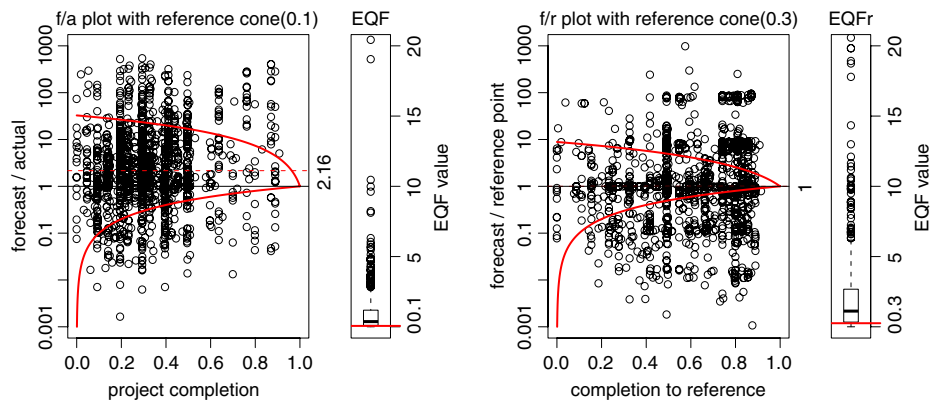 f/a plot with reference cone(0.1)
EQF
f/r plot with reference cone(0.3)
EQFr
forecast / actual
1000
100
10
1
0.1
0.001
2.16
0.0 0.2 0.4 0.6 0.8 1.0
project completion
20
15
10
5
0.1
0
EQF value
forecast / reference point
1000
100
10
1
0.1
0.001
1
0.0 0.2 0.4 0.6 0.8 1.0
completion to reference
20
15
10
5
0.3
0
EQF value